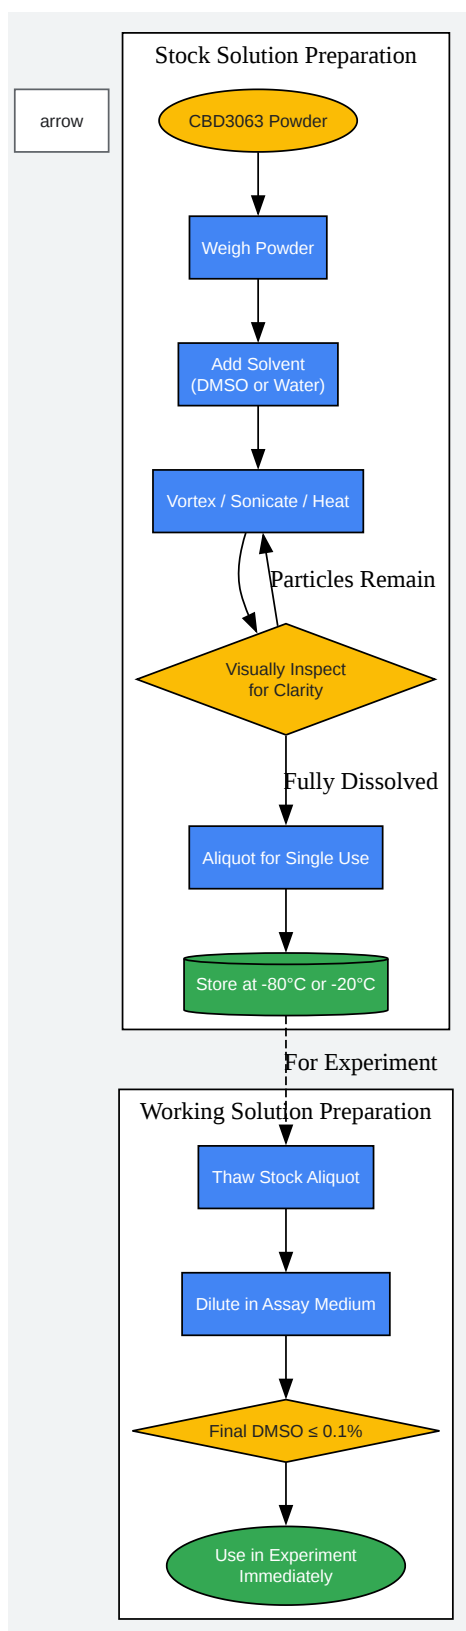 Stock Solution Preparation
arrow
CBD3063 Powder
Weigh Powder
Add Solvent
(DMSO or Water)
Vortex / Sonicate / Heat
Particles Remain
Visually Inspect
for Clarity
Fully Dissolved
Aliquot for Single Use
Store at -80°C or -20°C
For Experiment
Working Solution Preparation
Thaw Stock Aliquot
Dilute in Assay Medium
Final DMSO ≤ 0.1%
Use in Experiment
Immediately